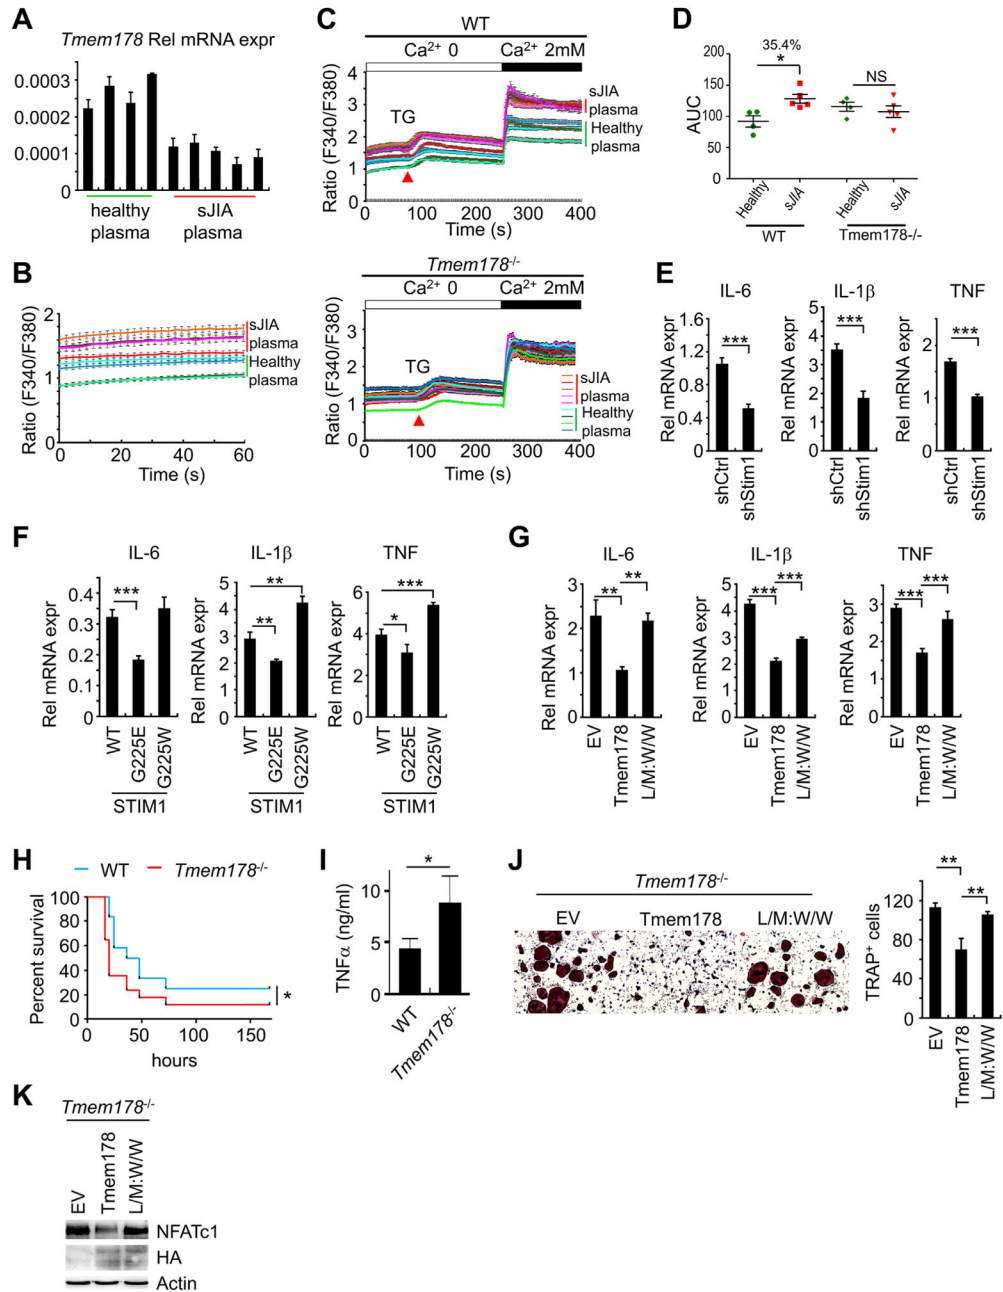 A
Tmem178 Rel mRNA expr
0.0003
0.0001
0
healthy plasma
sJIA plasma
B
Ratio (F340/F380)
2
1
0
0 20 40 60
Time (s)
sJIA plasma
Healthy plasma
C
WT
Ca2+ 0
Ca2+ 2mM
Ratio (F340/F380)
4
3
2
1
0
TG
sJIA plasma
Healthy plasma
0 100 200 300 400
Time (s)
Tmem178-/-
Ca2+ 0
Ca2+ 2mM
Ratio (F340/F380)
3
2
1
0
TG
sJIA plasma
Healthy plasma
0 100 200 300 400
Time (s)
D
AUC
200
150
100
50
0
35.4%
*
NS
Healthy
sJIA
Healthy
sJIA
WT
Tmem178-/-
E
IL-6
Rel mRNA expr
1.6
1.2
0.8
0.4
0
***
shCtrl
shStim1
IL-1β
Rel mRNA expr
5
4
3
2
1
0
***
shCtrl
shStim1
TNF
Rel mRNA expr
2
1
0
***
shCtrl
shStim1
F
IL-6
Rel mRNA expr
0.4
0.3
0.2
0.1
0
***
WT
G225E
G225W
STIM1
IL-1β
Rel mRNA expr
5
4
3
2
1
0
**
**
WT
G225E
G225W
STIM1
TNF
Rel mRNA expr
6
4
2
0
***
*
WT
G225E
G225W
STIM1
G
IL-6
Rel mRNA expr
3
2
1
0
**
**
EV
Tmem178
L/M:W/W
IL-1β
Rel mRNA expr
5
4
3
2
1
0
***
***
EV
Tmem178
L/M:W/W
TNF
Rel mRNA expr
3
2
1
0
***
***
EV
Tmem178
L/M:W/W
H
WT
Tmem178-/-
Percent survival
100
80
60
40
20
0
*
0 50 100 150
hours
I
TNFα (ng/ml)
10
5
0
*
WT
Tmem178-/-
J
Tmem178-/-
EV
Tmem178
L/M:W/W
TRAP+ cells
120
80
40
0
**
**
EV
Tmem178
L/M:W/W
K
Tmem178-/-
EV
Tmem178
L/M:W/W
NFATc1
HA
Actin